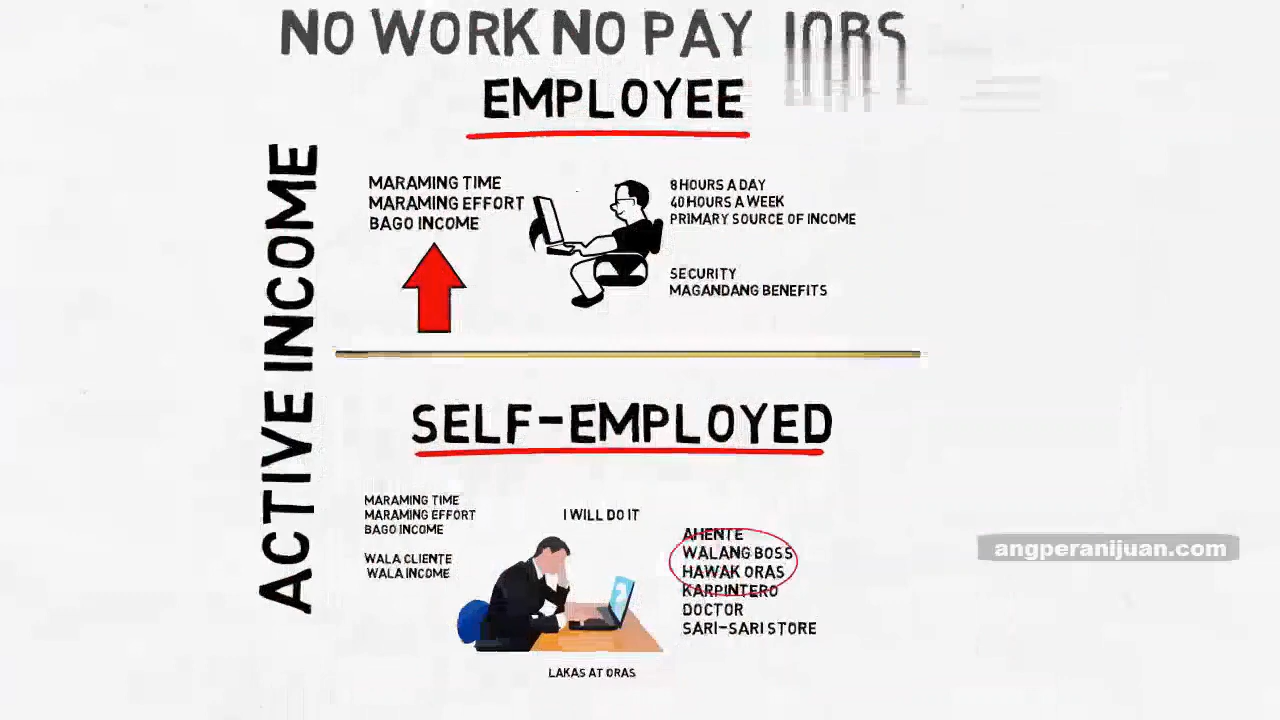 NO WORK NO PAY JOBS
EMPLOYEE
ACTIVE INCOME
MARAMING TIME
MARAMING EFFORT
BAGO INCOME
8 HOURS A DAY
40 HOURS A WEEK
PRIMARY SOURCE OF INCOME
SECURITY
MAGANDANG BENEFITS
SELF-EMPLOYED
MARAMING TIME
MARAMING EFFORT
BAGO INCOME
WALA CLIENTE
WALA INCOME
I WILL DO IT
AHENTE
WALANG BOSS
HAWAK ORAS
KARPINTERO
DOCTOR
SARI-SARI STORE
LAKAS AT ORAS
angperanijuan.com